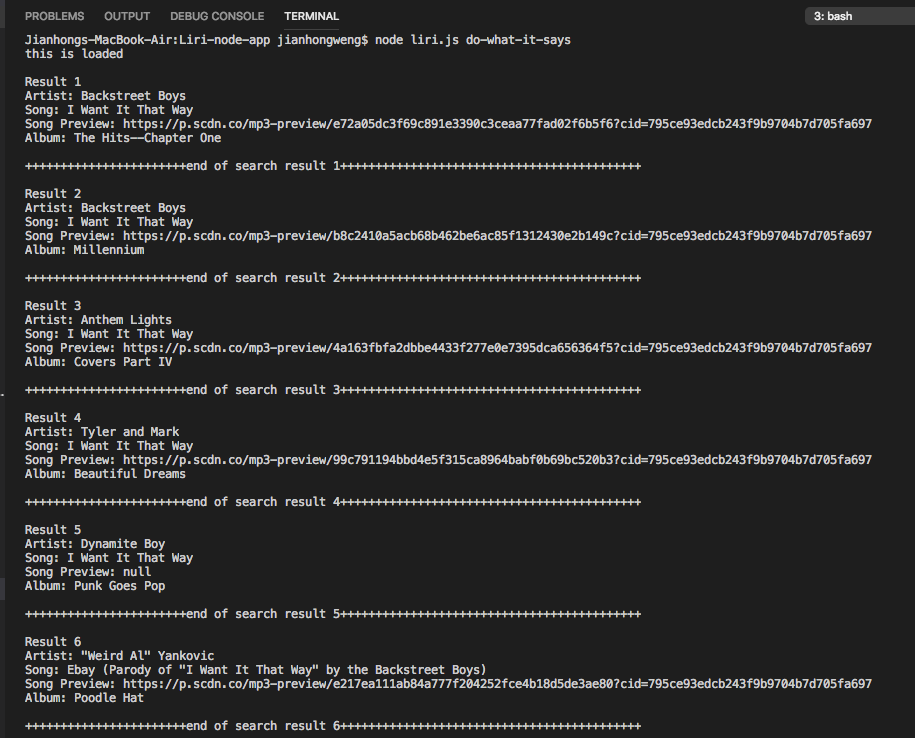 PROBLEMS OUTPUT DEBUG CONSOLE TERMINAL 3: bash
Jianhongs-MacBook-Air:Liri-node-app jianhongweng$ node liri.js do-what-it-says
this is loaded
Result 1
Artist: Backstreet Boys
Song: I Want It That Way
Song Preview: https://p.scdn.co/mp3-preview/e72a05dc3f69c891e3390c3ceaa77fad02f6b5f6?cid=795ce93edcb243f9b9704b7d705fa697
Album: The Hits--Chapter One
+++++++++++++++++++++++end of search result 1+++++++++++++++++++++++++++++++++++++++++++
Result 2
Artist: Backstreet Boys
Song: I Want It That Way
Song Preview: https://p.scdn.co/mp3-preview/b8c2410a5acb68b462be6ac85f1312430e2b149c?cid=795ce93edcb243f9b9704b7d705fa697
Album: Millennium
+++++++++++++++++++++++end of search result 2+++++++++++++++++++++++++++++++++++++++++++
Result 3
Artist: Anthem Lights
Song: I Want It That Way
Song Preview: https://p.scdn.co/mp3-preview/4a163fbfa2dbbe4433f277e0e7395dca656364f5?cid=795ce93edcb243f9b9704b7d705fa697
Album: Covers Part IV
+++++++++++++++++++++++end of search result 3+++++++++++++++++++++++++++++++++++++++++++
Result 4
Artist: Tyler and Mark
Song: I Want It That Way
Song Preview: https://p.scdn.co/mp3-preview/99c791194bbd4e5f315ca8964babf0b69bc520b3?cid=795ce93edcb243f9b9704b7d705fa697
Album: Beautiful Dreams
+++++++++++++++++++++++end of search result 4+++++++++++++++++++++++++++++++++++++++++++
Result 5
Artist: Dynamite Boy
Song: I Want It That Way
Song Preview: null
Album: Punk Goes Pop
+++++++++++++++++++++++end of search result 5+++++++++++++++++++++++++++++++++++++++++++
Result 6
Artist: "Weird Al" Yankovic
Song: Ebay (Parody of "I Want It That Way" by the Backstreet Boys)
Song Preview: https://p.scdn.co/mp3-preview/e217ea111ab84a777f204252fce4b18d5de3ae80?cid=795ce93edcb243f9b9704b7d705fa697
Album: Poodle Hat
+++++++++++++++++++++++end of search result 6+++++++++++++++++++++++++++++++++++++++++++